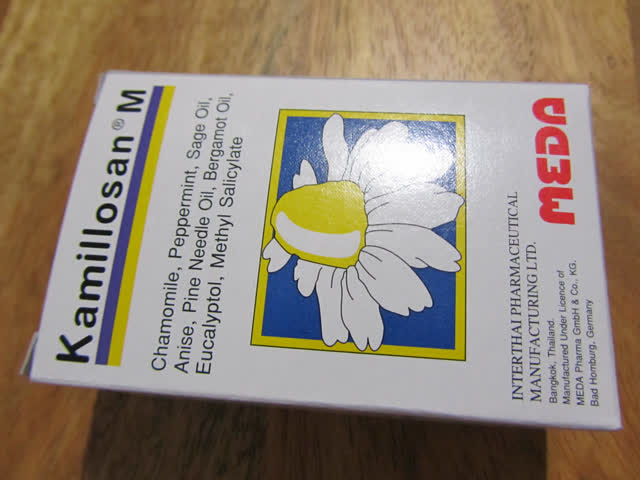 Kamillosan® M
Chamomile, Peppermint, Sage Oil,
Anise, Pine Needle Oil, Bergamot Oil,
Eucalyptol, Methyl Salicylate
INTERTHAI PHARMACEUTICAL
MANUFACTURING LTD.
Bangkok, Thailand.
Manufactured Under Licence of
MEDA Pharma GmbH & Co., KG.
Bad Homburg, Germany
MEDA